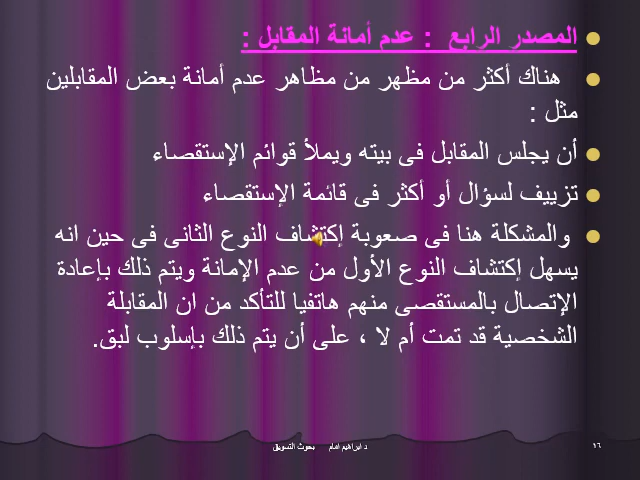 المصدر الرابع : عدم أمانة المقابل :
هناك أكثر من مظهر من مظاهر عدم أمانة بعض المقابلين
مثل :
أن يجلس المقابل فى بيته ويملأ قوائم الإستقصاء
تزييف لسؤال أو أكثر فى قائمة الإستقصاء
والمشكلة هنا فى صعوبة إكتشاف النوع الثانى فى حين انه
يسهل إكتشاف النوع الأول من عدم الإمانة ويتم ذلك بإعادة
الإتصال بالمستقصى منهم هاتفيا للتأكد من ان المقابلة
الشخصية قد تمت أم لا ، على أن يتم ذلك بإسلوب لبق.
د ابراهيم امام بحوث التسويق
٩٦